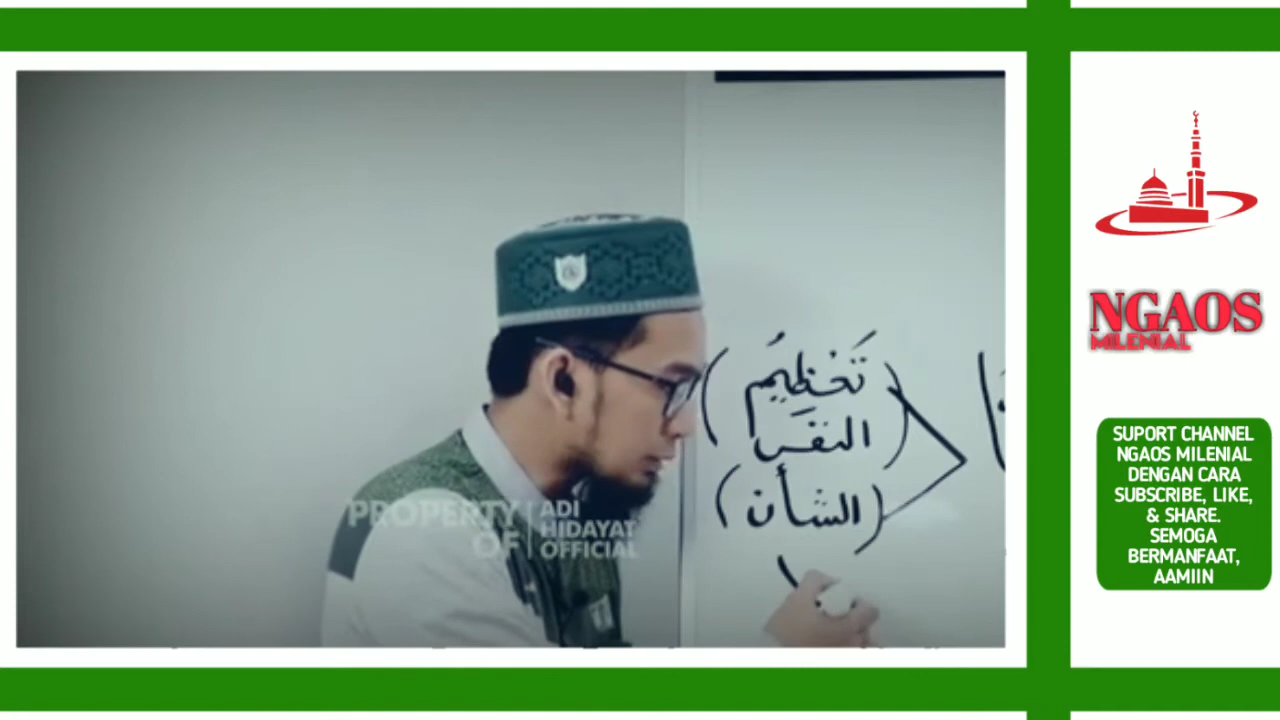 تَعْظِيْمُ
النفس
الشأن
PROPERTY OF
ADI
HIDAYAT
OFFICIAL
NGAOS
MILENIAL
SUPORT CHANNEL
NGAOS MILENIAL
DENGAN CARA
SUBSCRIBE, LIKE,
& SHARE.
SEMOGA
BERMANFAAT,
AAMIIN